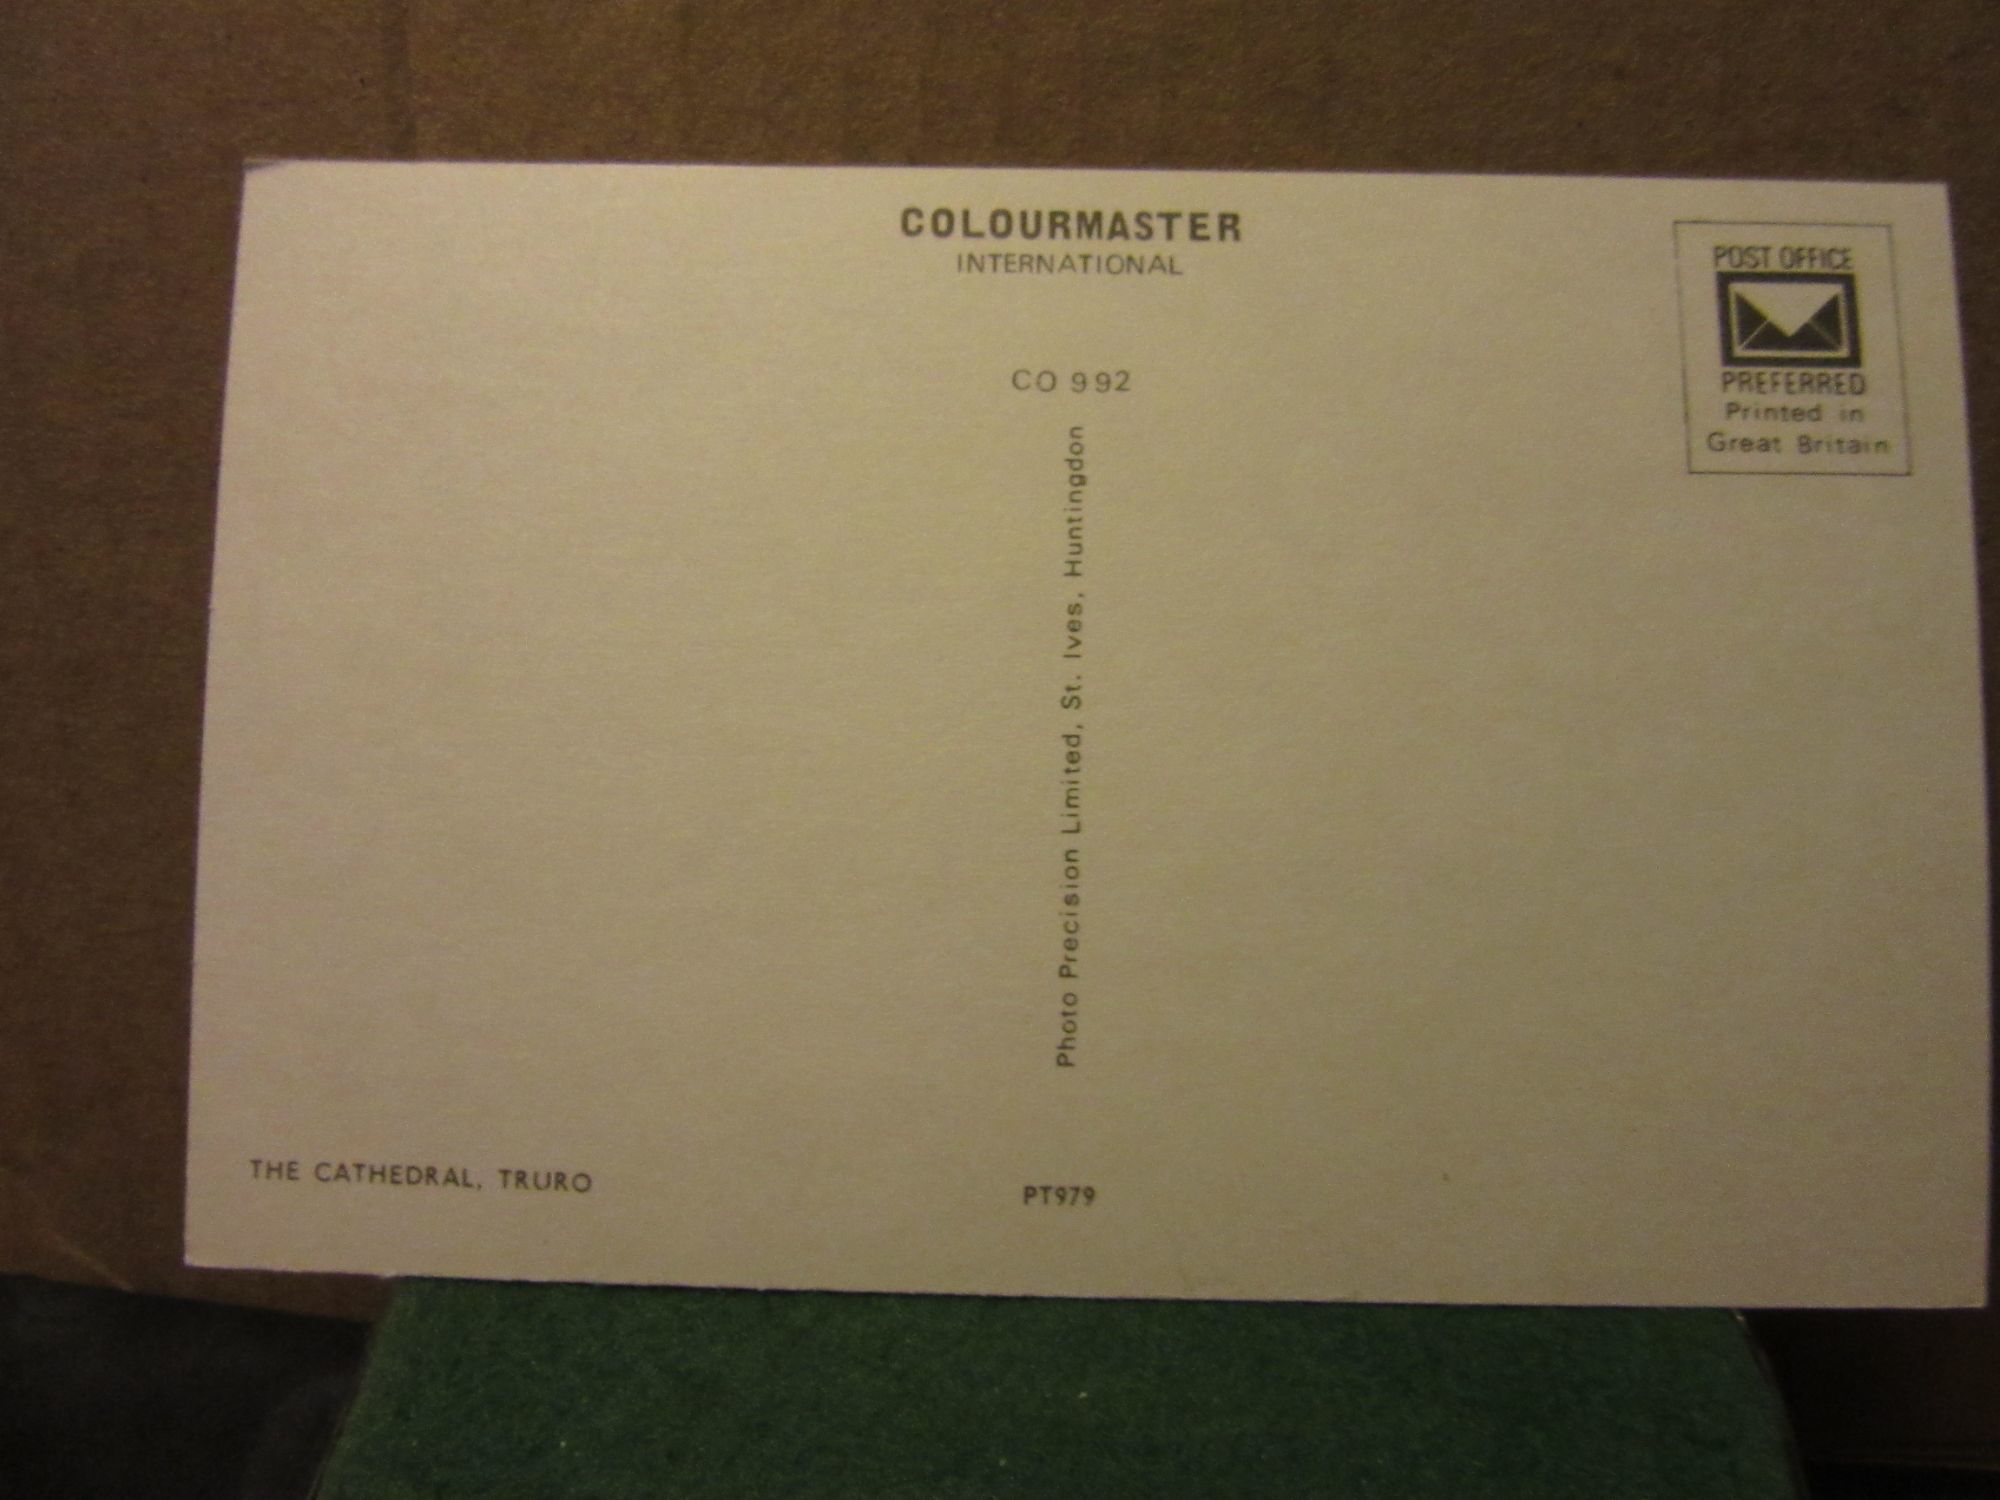 COLOURMASTER
INTERNATIONAL
POST OFFICE
PREFERRED
Printed in
Great Britain
CO 992
Photo Precision Limited, St. Ives, Huntingdon
THE CATHEDRAL, TRURO
PT979